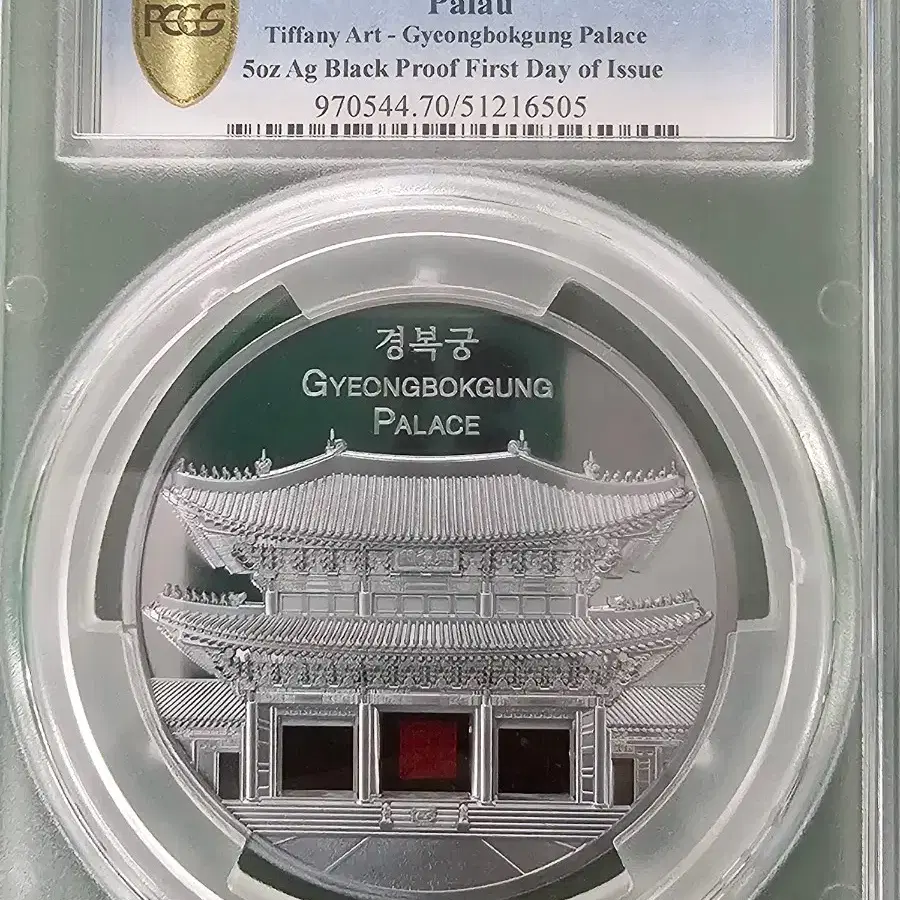 Palau
PCGS
Tiffany Art - Gyeongbokgung Palace
5oz Ag Black Proof First Day of Issue
970544.70/51216505
경복궁
GYEONGBOKGUNG
PALACE